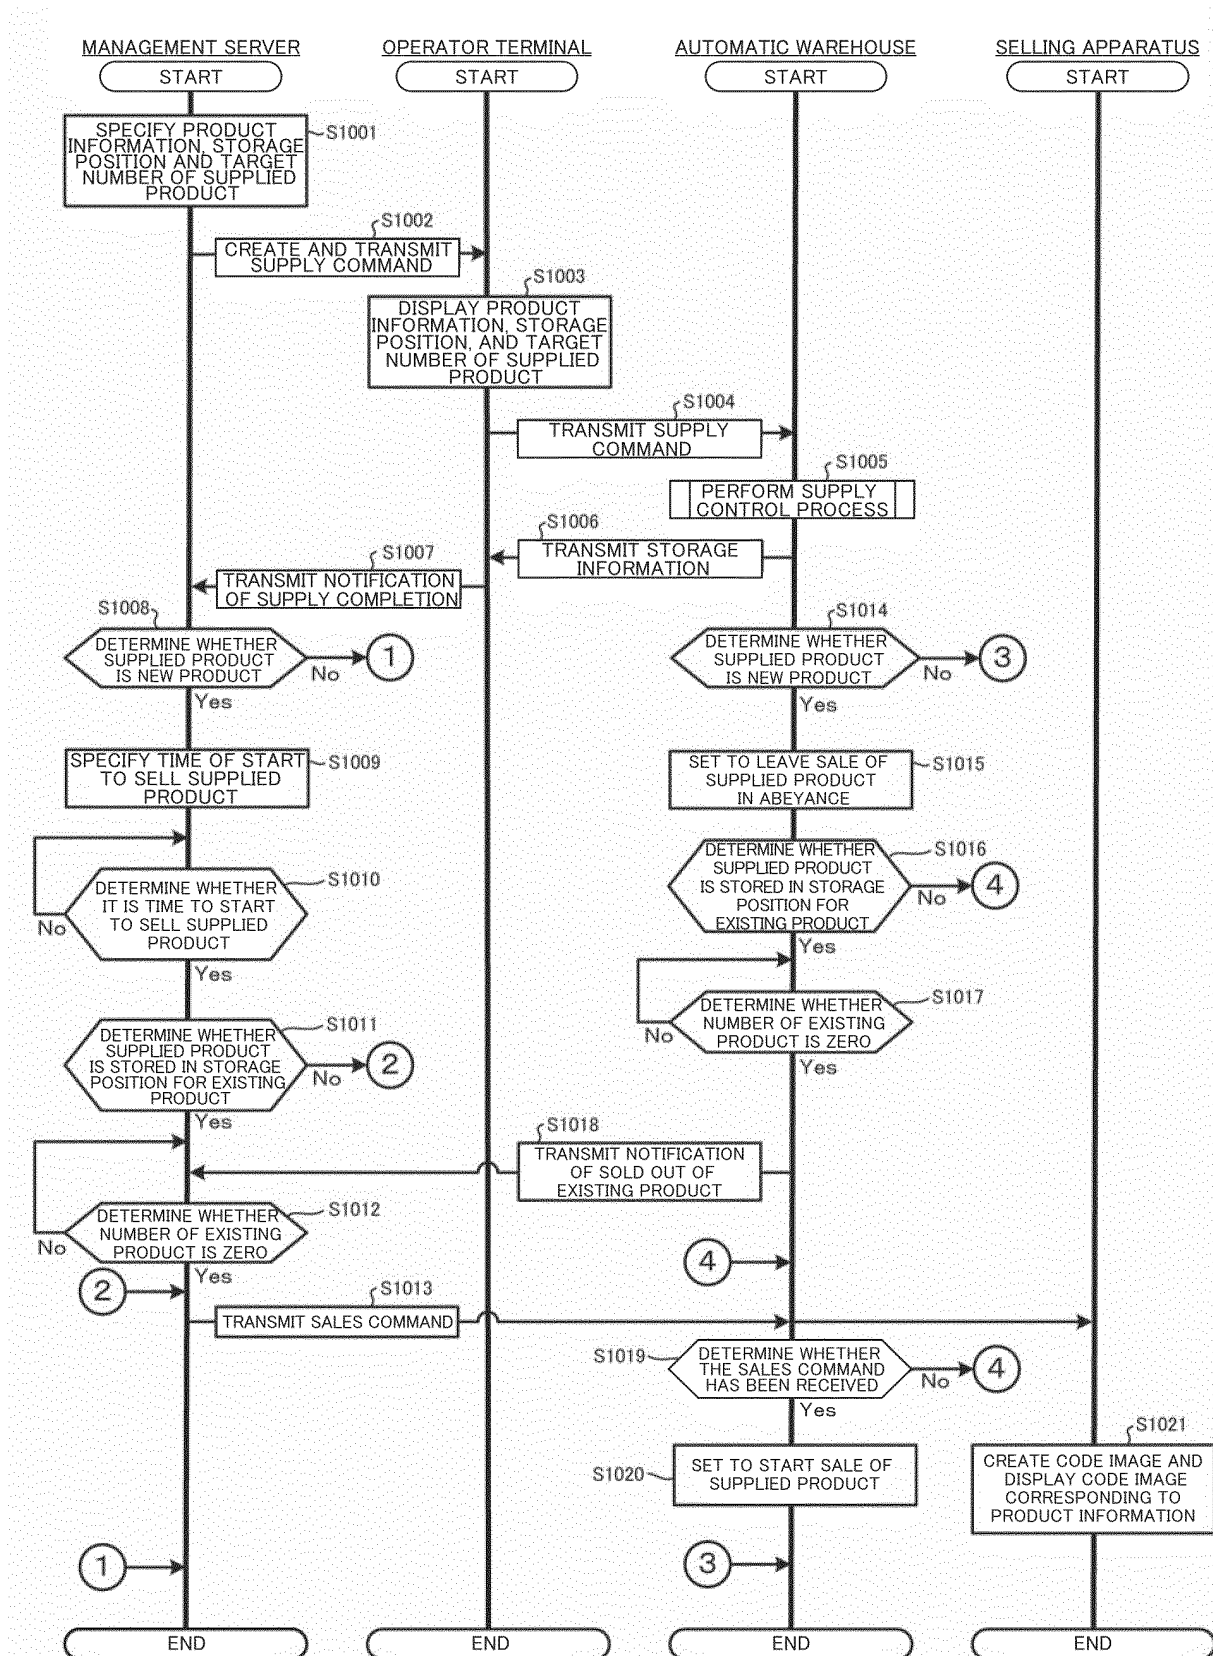 MANAGEMENT SERVER
OPERATOR TERMINAL
AUTOMATIC WAREHOUSE
SELLING APPARATUS
START
START
START
START
SPECIFY PRODUCT
INFORMATION, STORAGE
POSITION AND TARGET
NUMBER OF SUPPLIED
PRODUCT
S1001
S1002
CREATE AND TRANSMIT
SUPPLY COMMAND
S1003
DISPLAY PRODUCT
INFORMATION, STORAGE
POSITION, AND TARGET
NUMBER OF SUPPLIED
PRODUCT
S1004
TRANSMIT SUPPLY
COMMAND
S1005
PERFORM SUPPLY
CONTROL PROCESS
S1006
TRANSMIT STORAGE
INFORMATION
S1007
TRANSMIT NOTIFICATION
OF SUPPLY COMPLETION
S1008
DETERMINE WHETHER
SUPPLIED PRODUCT
IS NEW PRODUCT
No
1
Yes
S1014
DETERMINE WHETHER
SUPPLIED PRODUCT
IS NEW PRODUCT
No
3
Yes
SPECIFY TIME OF START
TO SELL SUPPLIED
PRODUCT
S1009
SET TO LEAVE SALE OF
SUPPLIED PRODUCT
IN ABEYANCE
S1015
DETERMINE WHETHER
SUPPLIED PRODUCT
IS STORED IN STORAGE
POSITION FOR
EXISTING PRODUCT
S1016
No
4
Yes
DETERMINE WHETHER
IT IS TIME TO START
TO SELL SUPPLIED
PRODUCT
S1010
No
Yes
DETERMINE WHETHER
NUMBER OF EXISTING
PRODUCT IS ZERO
S1017
No
Yes
DETERMINE WHETHER
SUPPLIED PRODUCT
IS STORED IN STORAGE
POSITION FOR EXISTING
PRODUCT
S1011
No
2
Yes
S1018
TRANSMIT NOTIFICATION
OF SOLD OUT OF
EXISTING PRODUCT
DETERMINE WHETHER
NUMBER OF EXISTING
PRODUCT IS ZERO
S1012
No
Yes
4
2
S1013
TRANSMIT SALES COMMAND
S1019
DETERMINE WHETHER
THE SALES COMMAND
HAS BEEN RECEIVED
No
4
Yes
S1020
SET TO START SALE OF
SUPPLIED PRODUCT
S1021
CREATE CODE IMAGE AND
DISPLAY CODE IMAGE
CORRESPONDING TO
PRODUCT INFORMATION
1
3
END
END
END
END